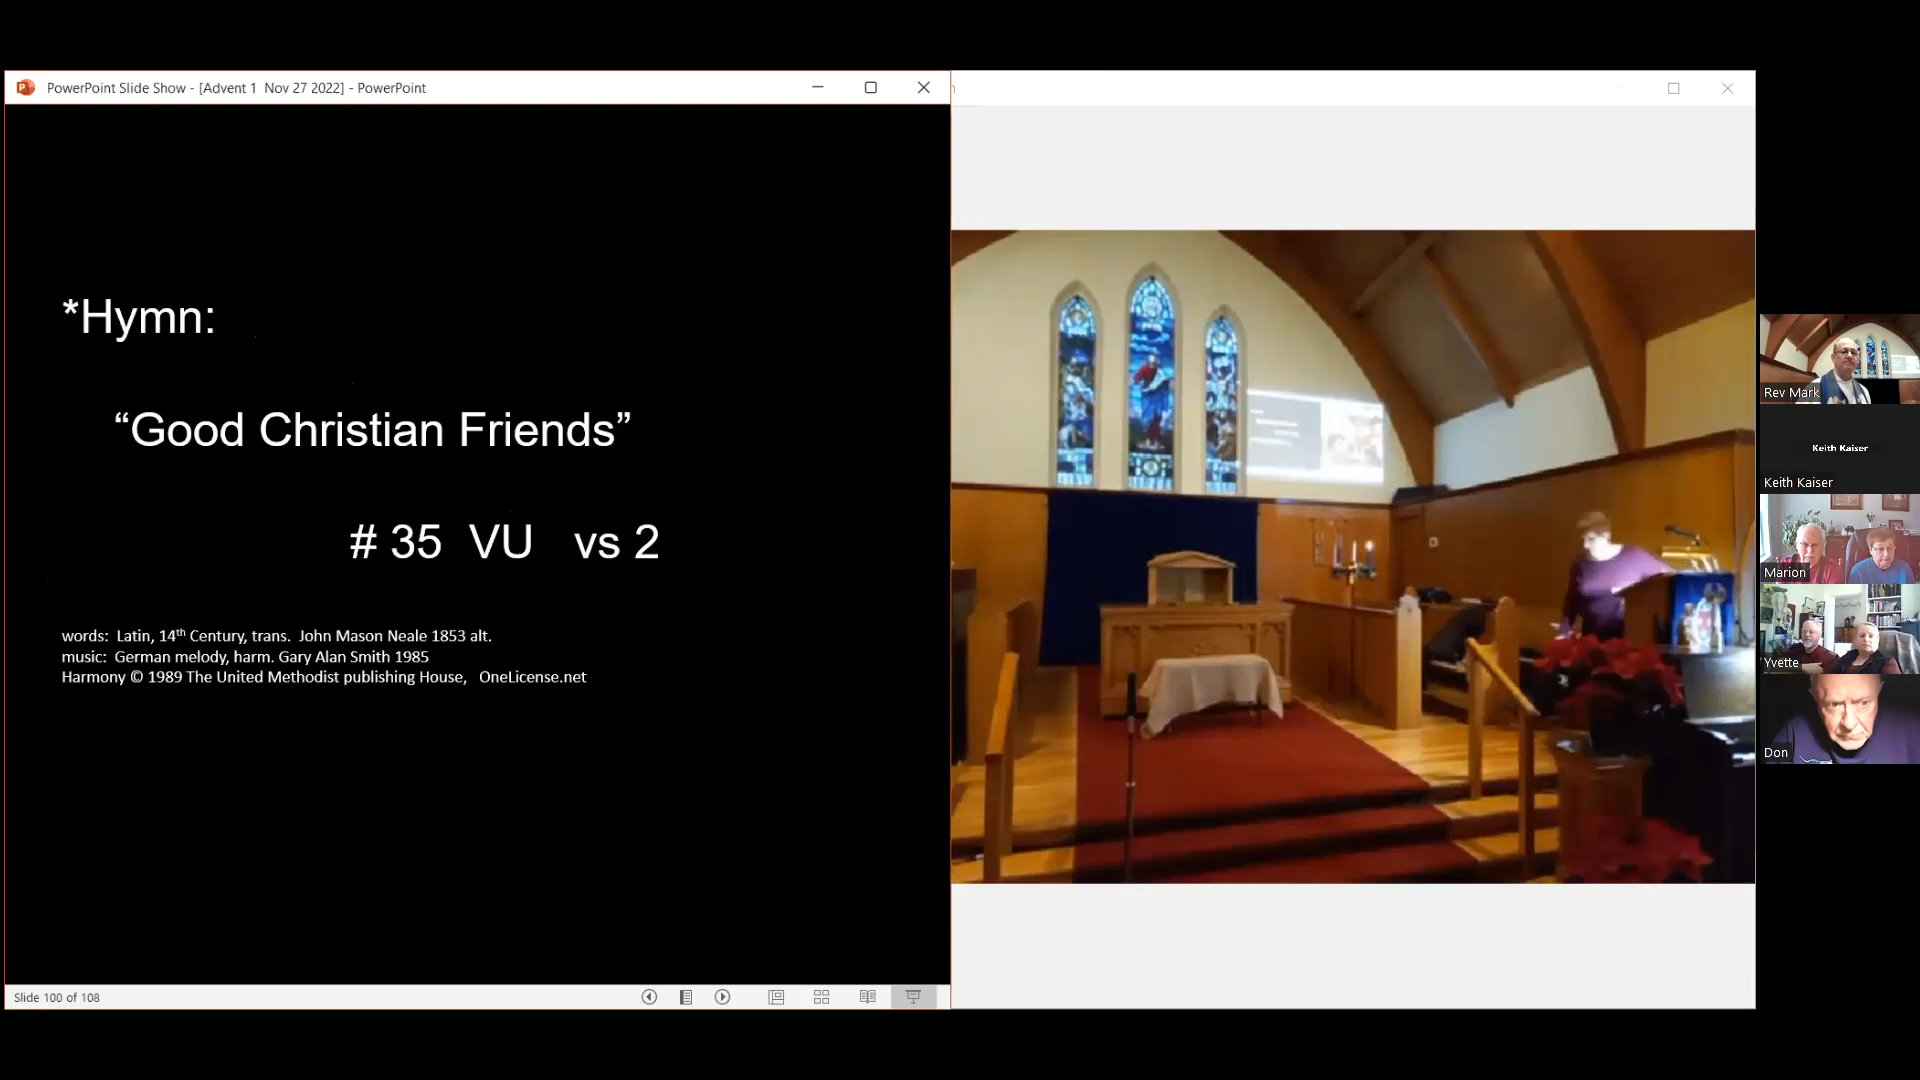 PowerPoint Slide Show - [Advent 1 Nov 27 2022] - PowerPoint
*Hymn:
“Good Christian Friends”
# 35 VU vs 2
words: Latin, 14th Century, trans. John Mason Neale 1853 alt.
music: German melody, harm. Gary Alan Smith 1985
Harmony © 1989 The United Methodist publishing House, OneLicense.net
Slide 100 of 108
Rev Mark
Keith Kaiser
Keith Kaiser
Marion
Yvette
Don